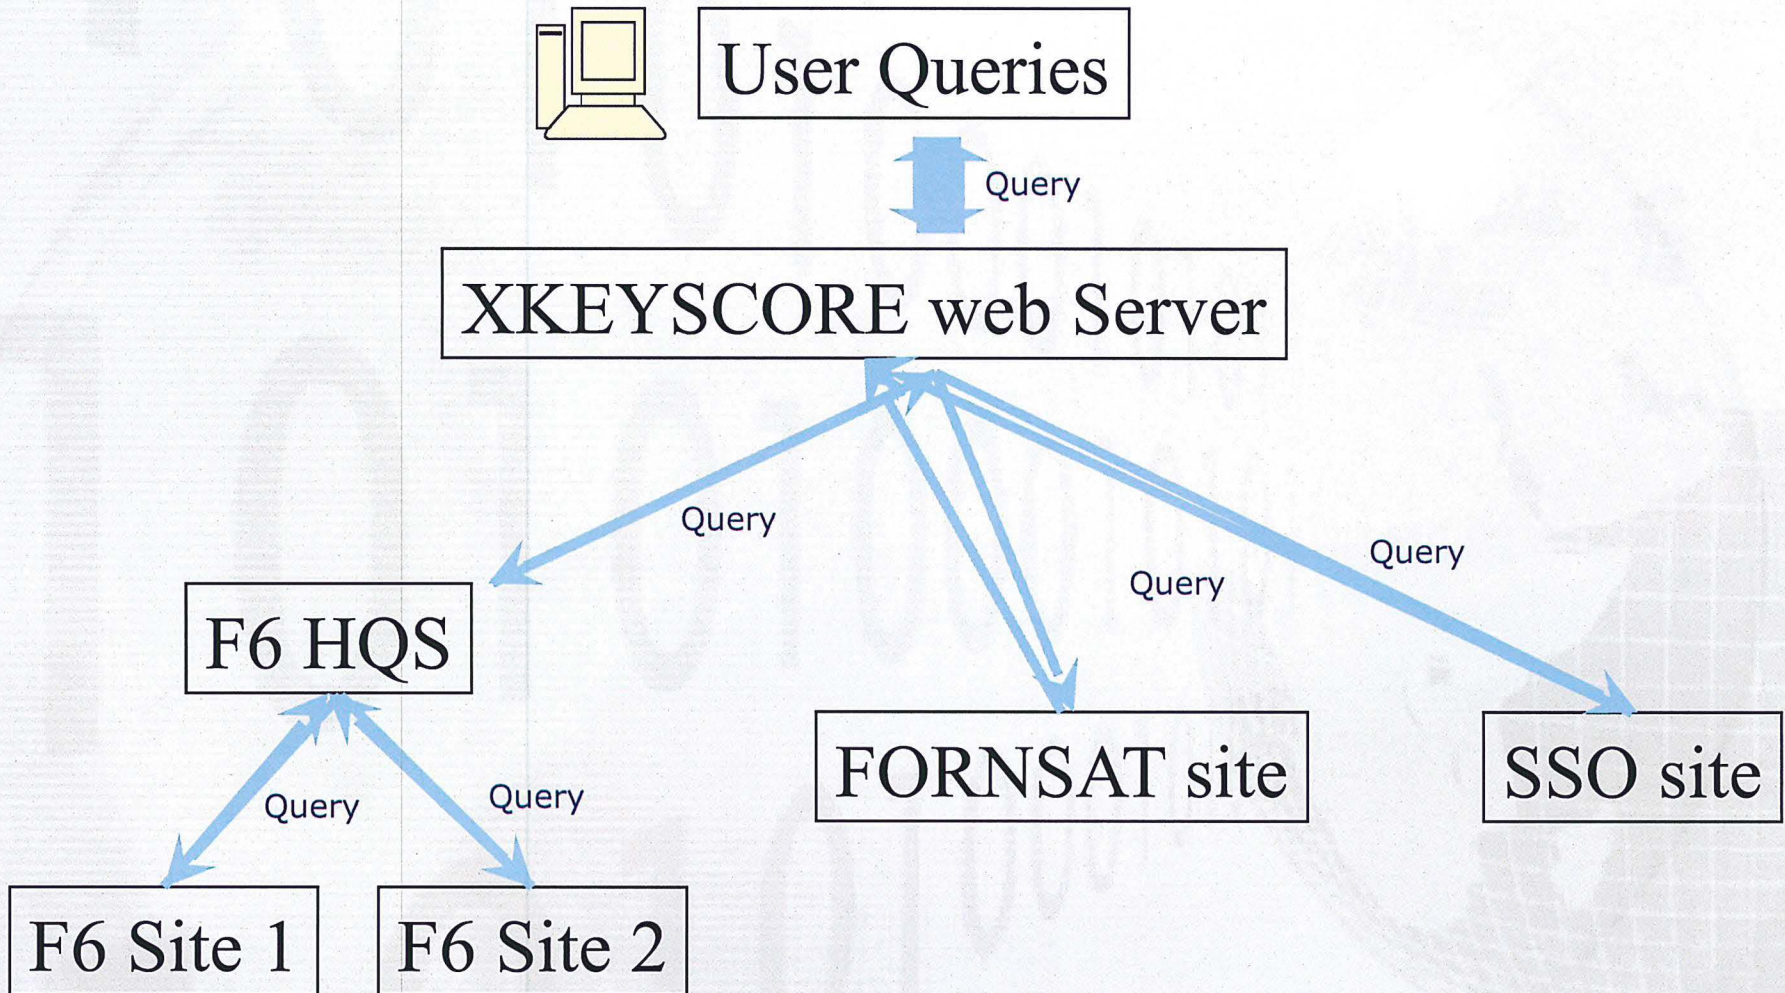 User Queries
Query
XKEYSCORE web Server
Query
Query
Query
F6 HQS
FORNSAT site
SSO site
Query
Query
F6 Site 1
F6 Site 2